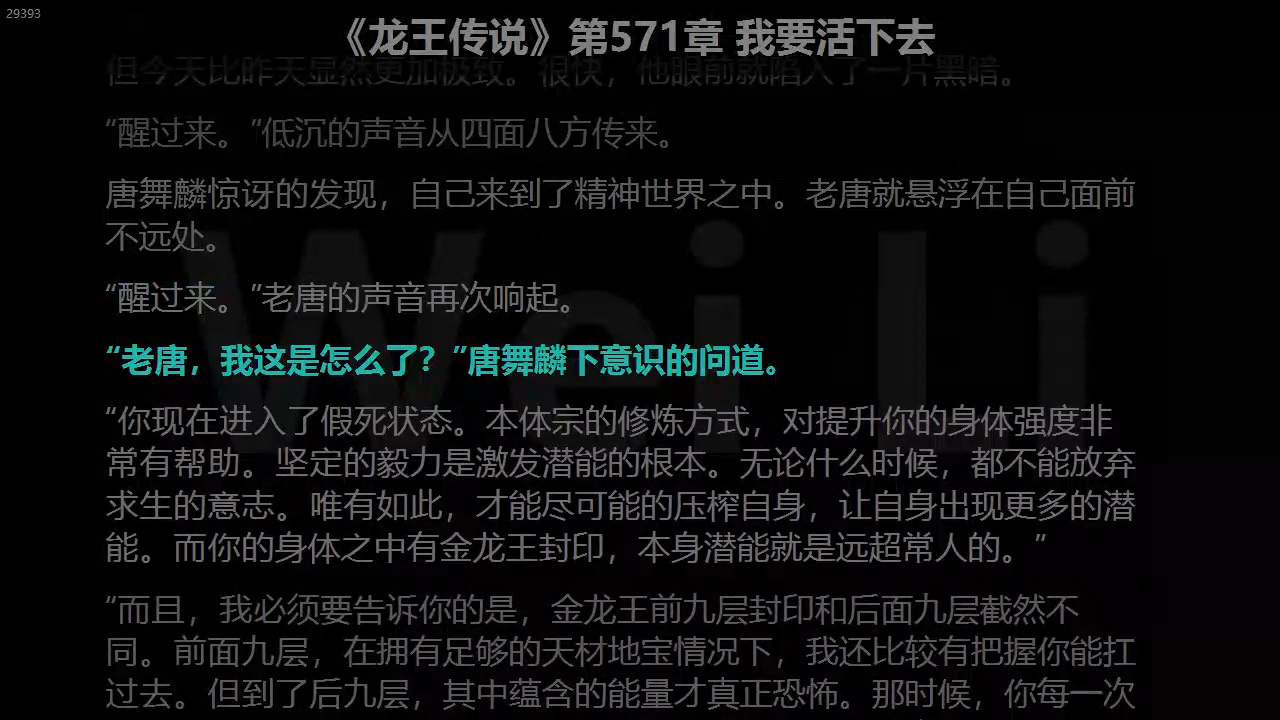 29393
《龙王传说》第571章 我要活下去
但今天比昨天显然更加极致。很快，他眼前就陷入了一片黑暗。
“醒过来。”低沉的声音从四面八方传来。
唐舞麟惊讶的发现，自己来到了精神世界之中。老唐就悬浮在自己面前
不远处。
“醒过来。”老唐的声音再次响起。
“老唐，我这是怎么了？”唐舞麟下意识的问道。
“你现在进入了假死状态。本体宗的修炼方式，对提升你的身体强度非
常有帮助。坚定的毅力是激发潜能的根本。无论什么时候，都不能放弃
求生的意志。唯有如此，才能尽可能的压榨自身，让自身出现更多的潜
能。而你的身体之中有金龙王封印，本身潜能就是远超常人的。”
“而且，我必须要告诉你的是，金龙王前九层封印和后面九层截然不
同。前面九层，在拥有足够的天材地宝情况下，我还比较有把握你能扛
过去。但到了后九层，其中蕴含的能量才真正恐怖。那时候，你每一次
Wei Li